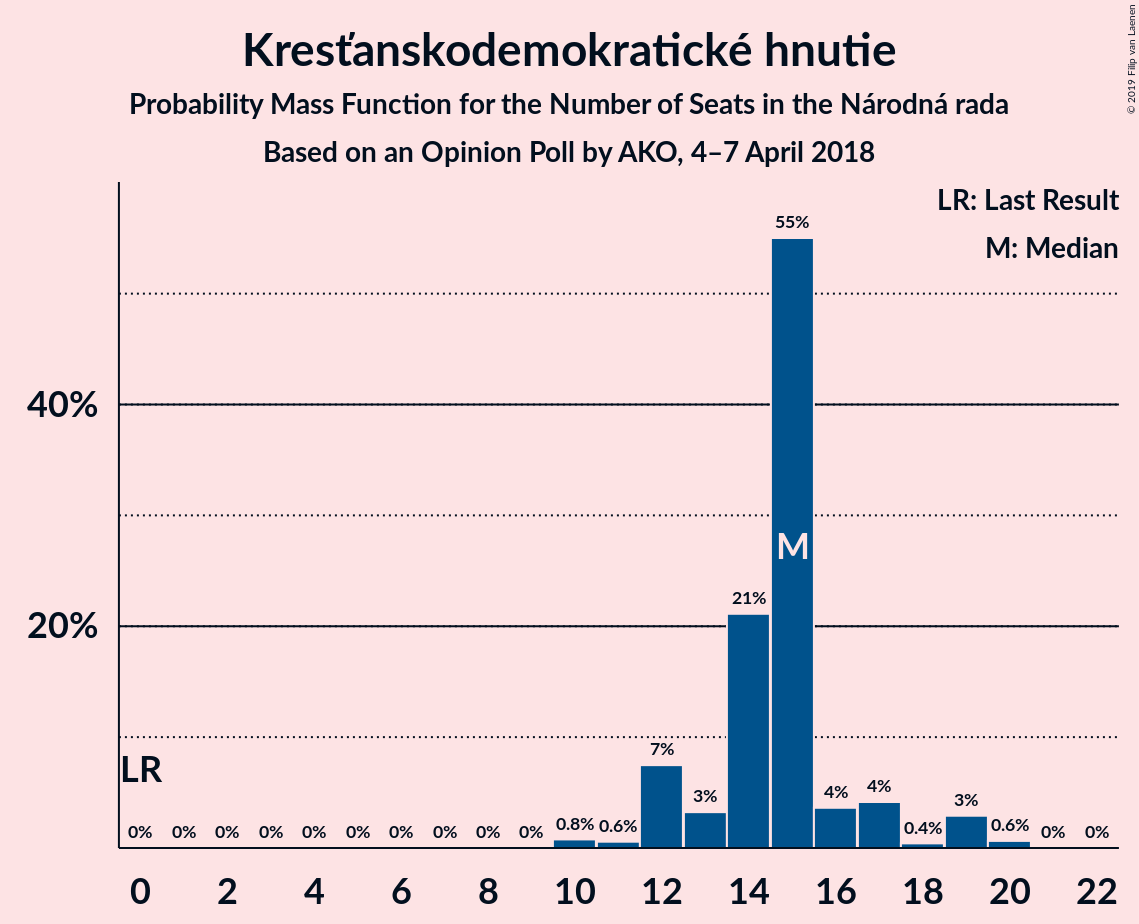 Kresťanskodemokratické hnutie
Probability Mass Function for the Number of Seats in the Národná rada
Based on an Opinion Poll by AKO, 4–7 April 2018
© 2019 Filip van Laenen
LR: Last Result
M: Median
55%
40%
M
21%
20%
7%
LR
0% 0% 0% 0% 0% 0% 0% 0% 0% 0% 0.8% 0.6% 3% 4% 4% 0.4% 3% 0.6% 0% 0%
0 2 4 6 8 10 12 14 16 18 20 22